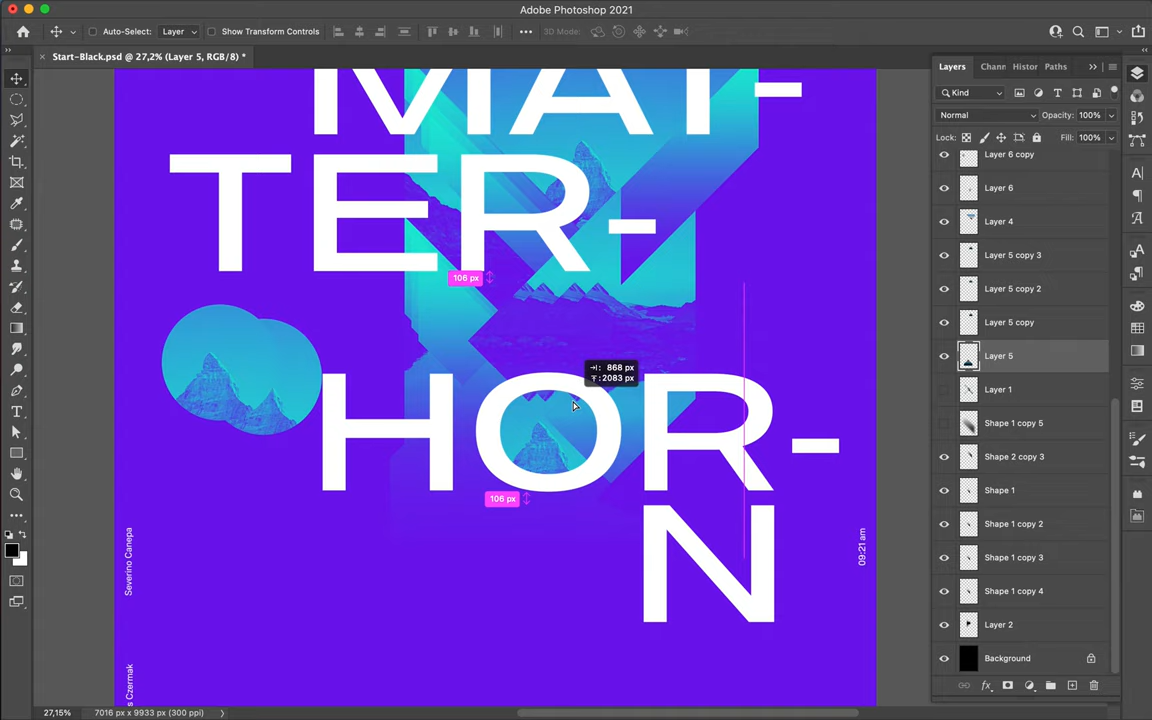 Adobe Photoshop 2021
Auto-Select:
Layer
Show Transform Controls
3D Mode:
Start-Black.psd @ 27,2% (Layer 5, RGB/8) *
Layers
Chann
Histor
Paths
Kind
Normal
Opacity:
100%
Lock:
Fill:
100%
Layer 6 copy
Layer 6
Layer 4
Layer 5 copy 3
Layer 5 copy 2
Layer 5 copy
Layer 5
Layer 1
Shape 1 copy 5
Shape 2 copy 3
Shape 1
Shape 1 copy 2
Shape 1 copy 3
Shape 1 copy 4
Layer 2
Background
MAT-
TER-
106 px
868 px
2083 px
HOR-
106 px
N
Severino Canepa
09:21 am
s Czermak
27,15%
7016 px x 9933 px (300 ppi)